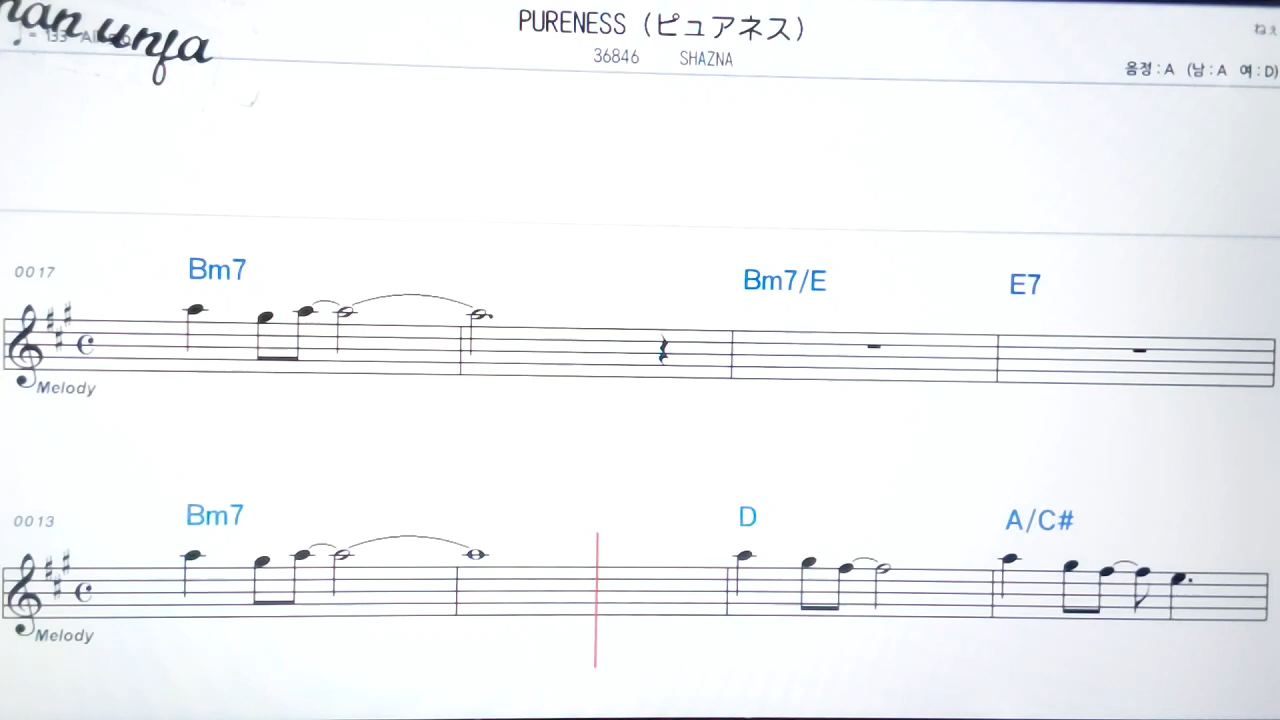 PURENESS (ピュアネス)
36846 SHAZNA
음정 : A (남 : A 여 : D)
0017
Bm7 Bm7/E E7
Melody
0013
Bm7 D A/C#
Melody